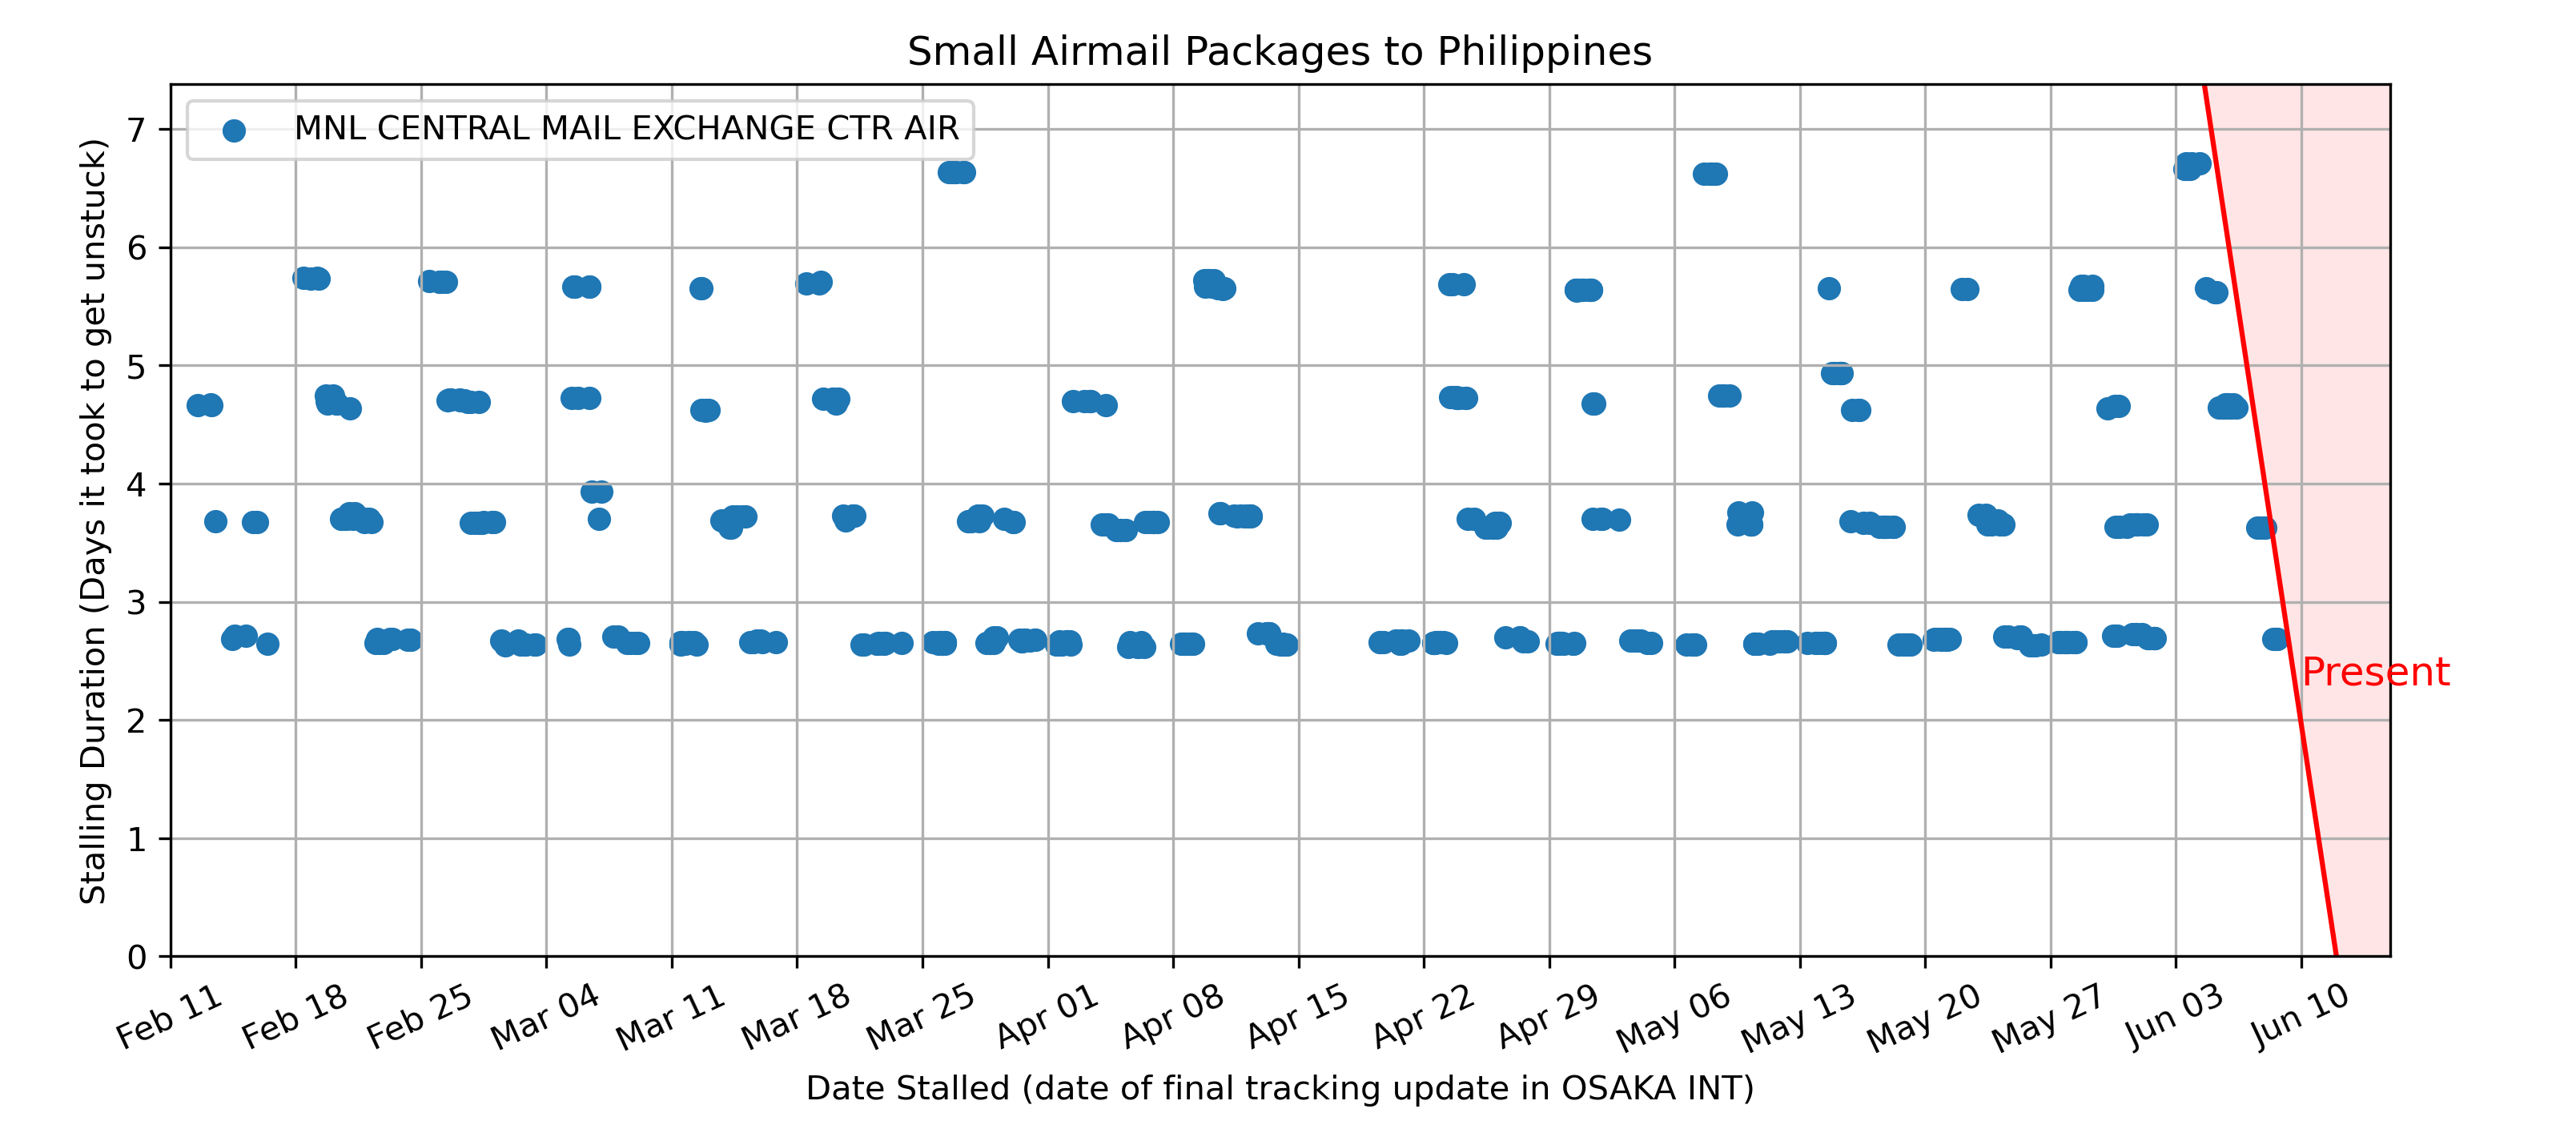 Small Airmail Packages to Philippines
MNL CENTRAL MAIL EXCHANGE CTR AIR
Stalling Duration (Days it took to get unstuck)
7
6
5
4
3
2
1
0
Present
Feb 11 Feb 18 Feb 25 Mar 04 Mar 11 Mar 18 Mar 25 Apr 01 Apr 08 Apr 15 Apr 22 Apr 29 May 06 May 13 May 20 May 27 Jun 03 Jun 10
Date Stalled (date of final tracking update in OSAKA INT)